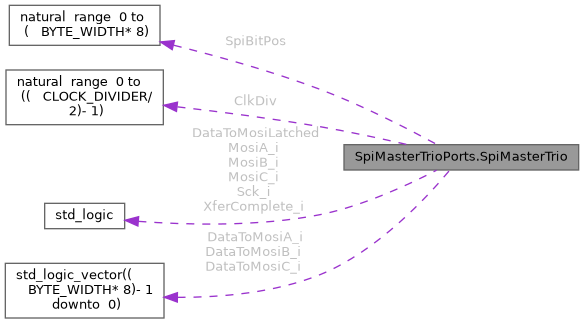 natural range 0 to
( BYTE_WIDTH* 8)
SpiBitPos
natural range 0 to
(( CLOCK_DIVIDER/
2)- 1)
ClkDiv
DataToMosiLatched
MosiA_i
MosiB_i
MosiC_i
Sck_i
XferComplete_i
SpiMasterTrioPorts.SpiMasterTrio
std_logic
DataToMosiA_i
DataToMosiB_i
DataToMosiC_i
std_logic_vector((
BYTE_WIDTH* 8)- 1
downto 0)